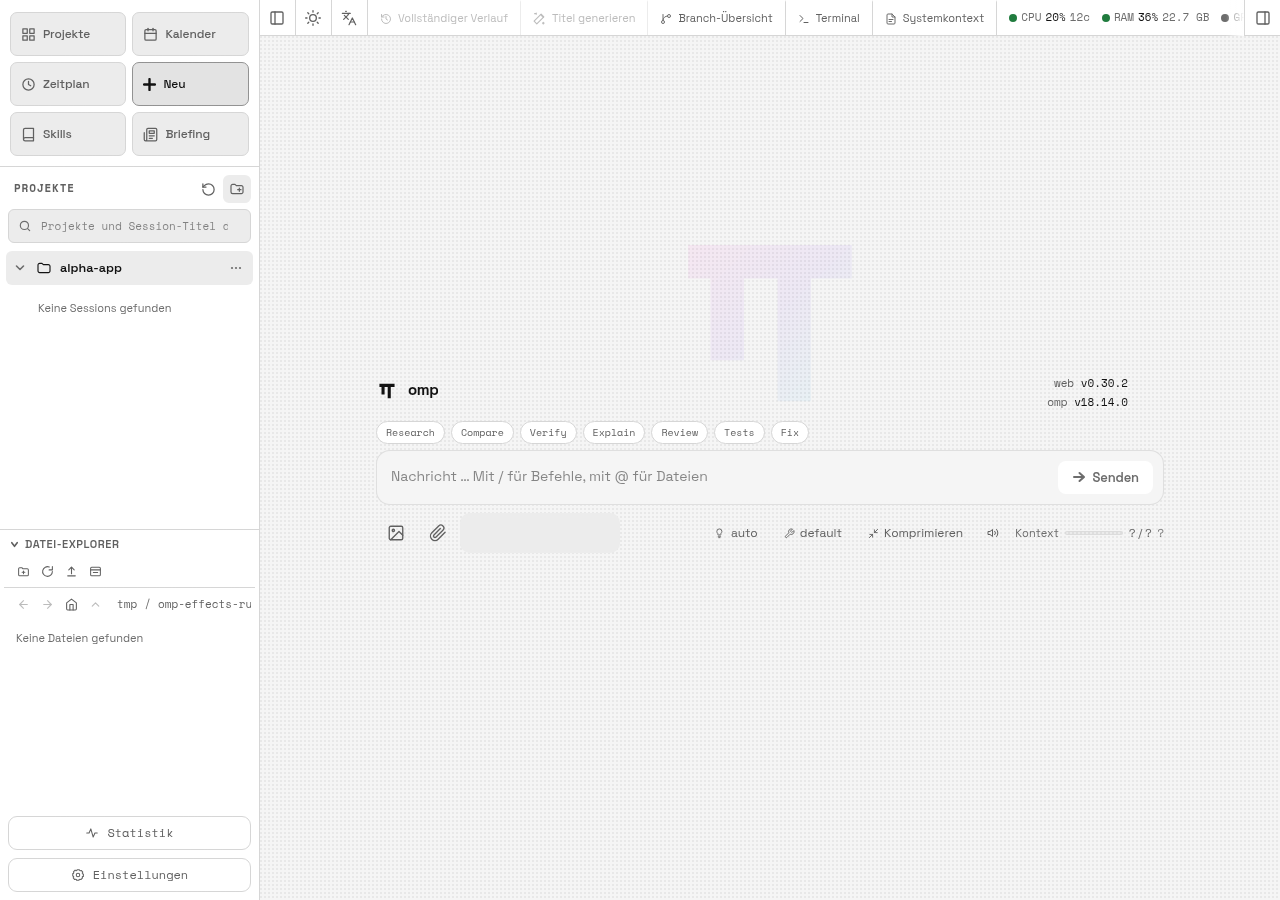 Projekte
Kalender
Zeitplan
Neu
Skills
Briefing
PROJEKTE
Projekte und Session-Titel
alpha-app
Keine Sessions gefunden
DATEI-EXPLORER
tmp / omp-effects-ru
Keine Dateien gefunden
Statistik
Einstellungen
Vollständiger Verlauf
Titel generieren
Branch-Übersicht
Terminal
Systemkontext
CPU 20% 12c
RAM 36% 22.7 GB
omp
web v0.30.2
omp v18.14.0
Research
Compare
Verify
Explain
Review
Tests
Fix
Nachricht … Mit / für Befehle, mit @ für Dateien
Senden
auto
default
Komprimieren
Kontext
? / ? ?